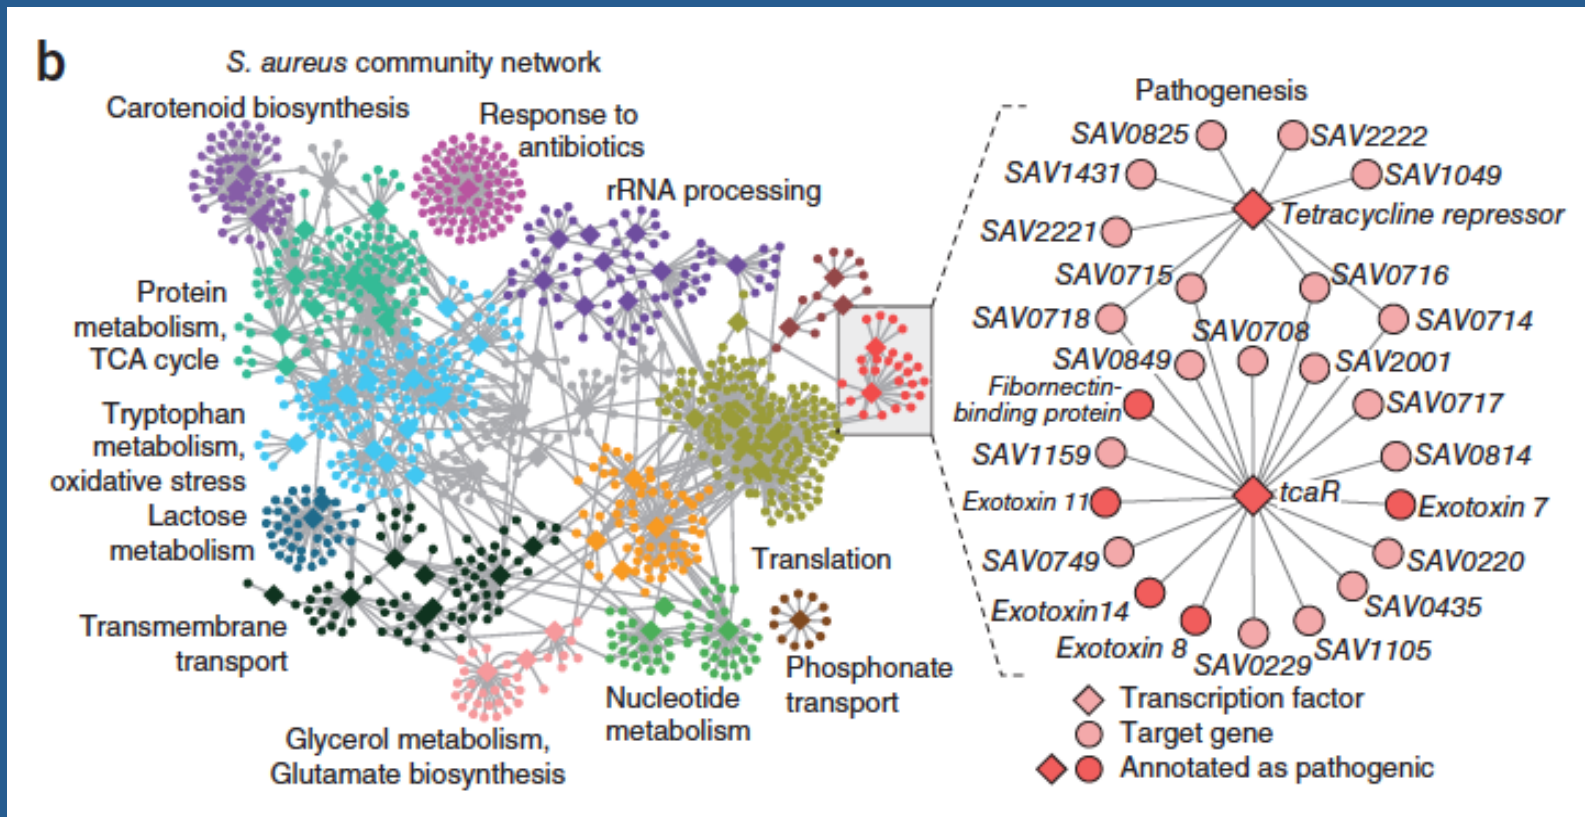 b
S. aureus community network
Carotenoid biosynthesis
Response to
antibiotics
rRNA processing
Protein
metabolism,
TCA cycle
Tryptophan
metabolism,
oxidative stress
Lactose
metabolism
Transmembrane
transport
Glycerol metabolism,
Glutamate biosynthesis
Nucleotide
metabolism
Translation
Phosphonate
transport
Pathogenesis
SAV0825
SAV2222
SAV1431
SAV1049
Tetracycline repressor
SAV2221
SAV0715
SAV0716
SAV0718
SAV0708
SAV0714
SAV0849
SAV2001
Fibornectin-
binding protein
SAV0717
SAV1159
SAV0814
Exotoxin 11
tcaR
Exotoxin 7
SAV0749
SAV0220
Exotoxin14
SAV0435
Exotoxin 8
SAV0229
SAV1105
Transcription factor
Target gene
Annotated as pathogenic